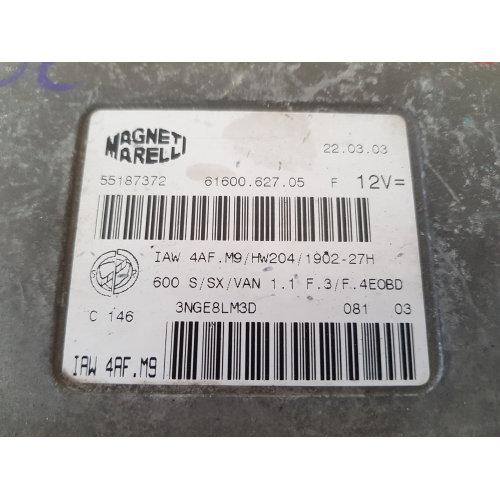 MAGNETI
MARELLI
22.03.03
55187372 61600.627.05 F 12V=
IAW 4AF.M9/HW204/1902-27H
600 S/SX/VAN 1.1 F.3/F.4EOBD
C 146 3NGE8LM3D 081 03
IAW 4AF.M9